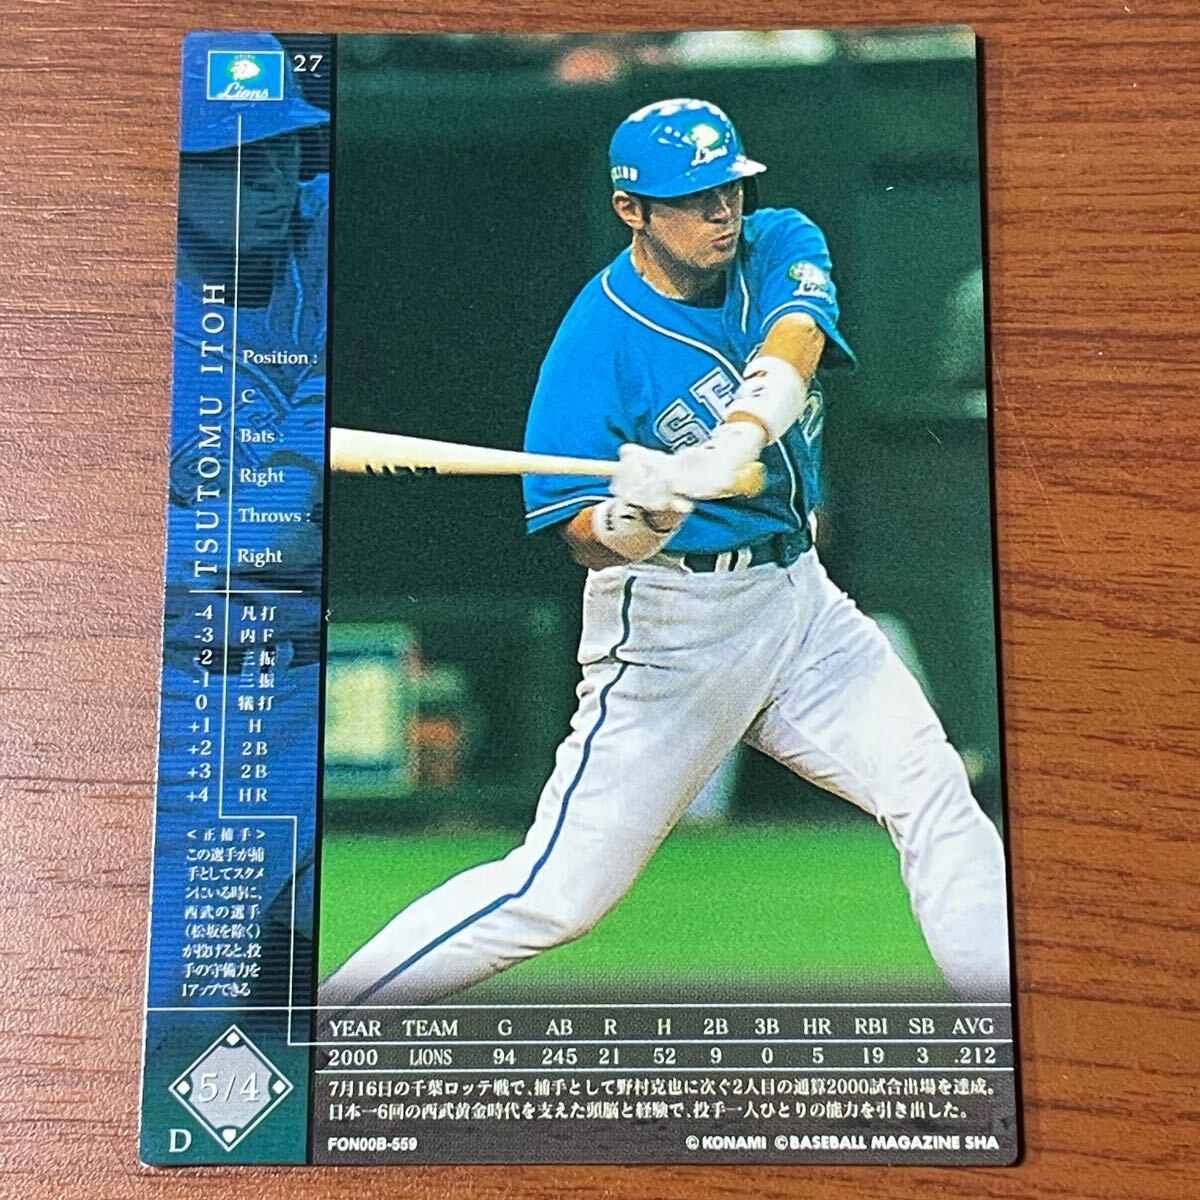 Lions
27
TSUTOMU ITOH
Position :
C
Bats :
Right
Throws :
Right
-4 凡打
-3 内F
-2 三振
-1 三振
0 犠打
+1 H
+2 2B
+3 2B
+4 HR
<正捕手>
この選手が捕
手としてスタメ
ンにいる時に、
西武の選手
(松坂を除く)
が投げると、投
手の守備力を
1アップできる
5/4
D
Lions
Lions
YEAR TEAM G AB R H 2B 3B HR RBI SB AVG
2000 LIONS 94 245 21 52 9 0 5 19 3 .212
7月16日の千葉ロッテ戦で、捕手として野村克也に次ぐ2人目の通算2000試合出場を達成。
日本一6回の西武黄金時代を支えた頭脳と経験で、投手一人ひとりの能力を引き出した。
FON00B-559
©KONAMI ©BASEBALL MAGAZINE SHA